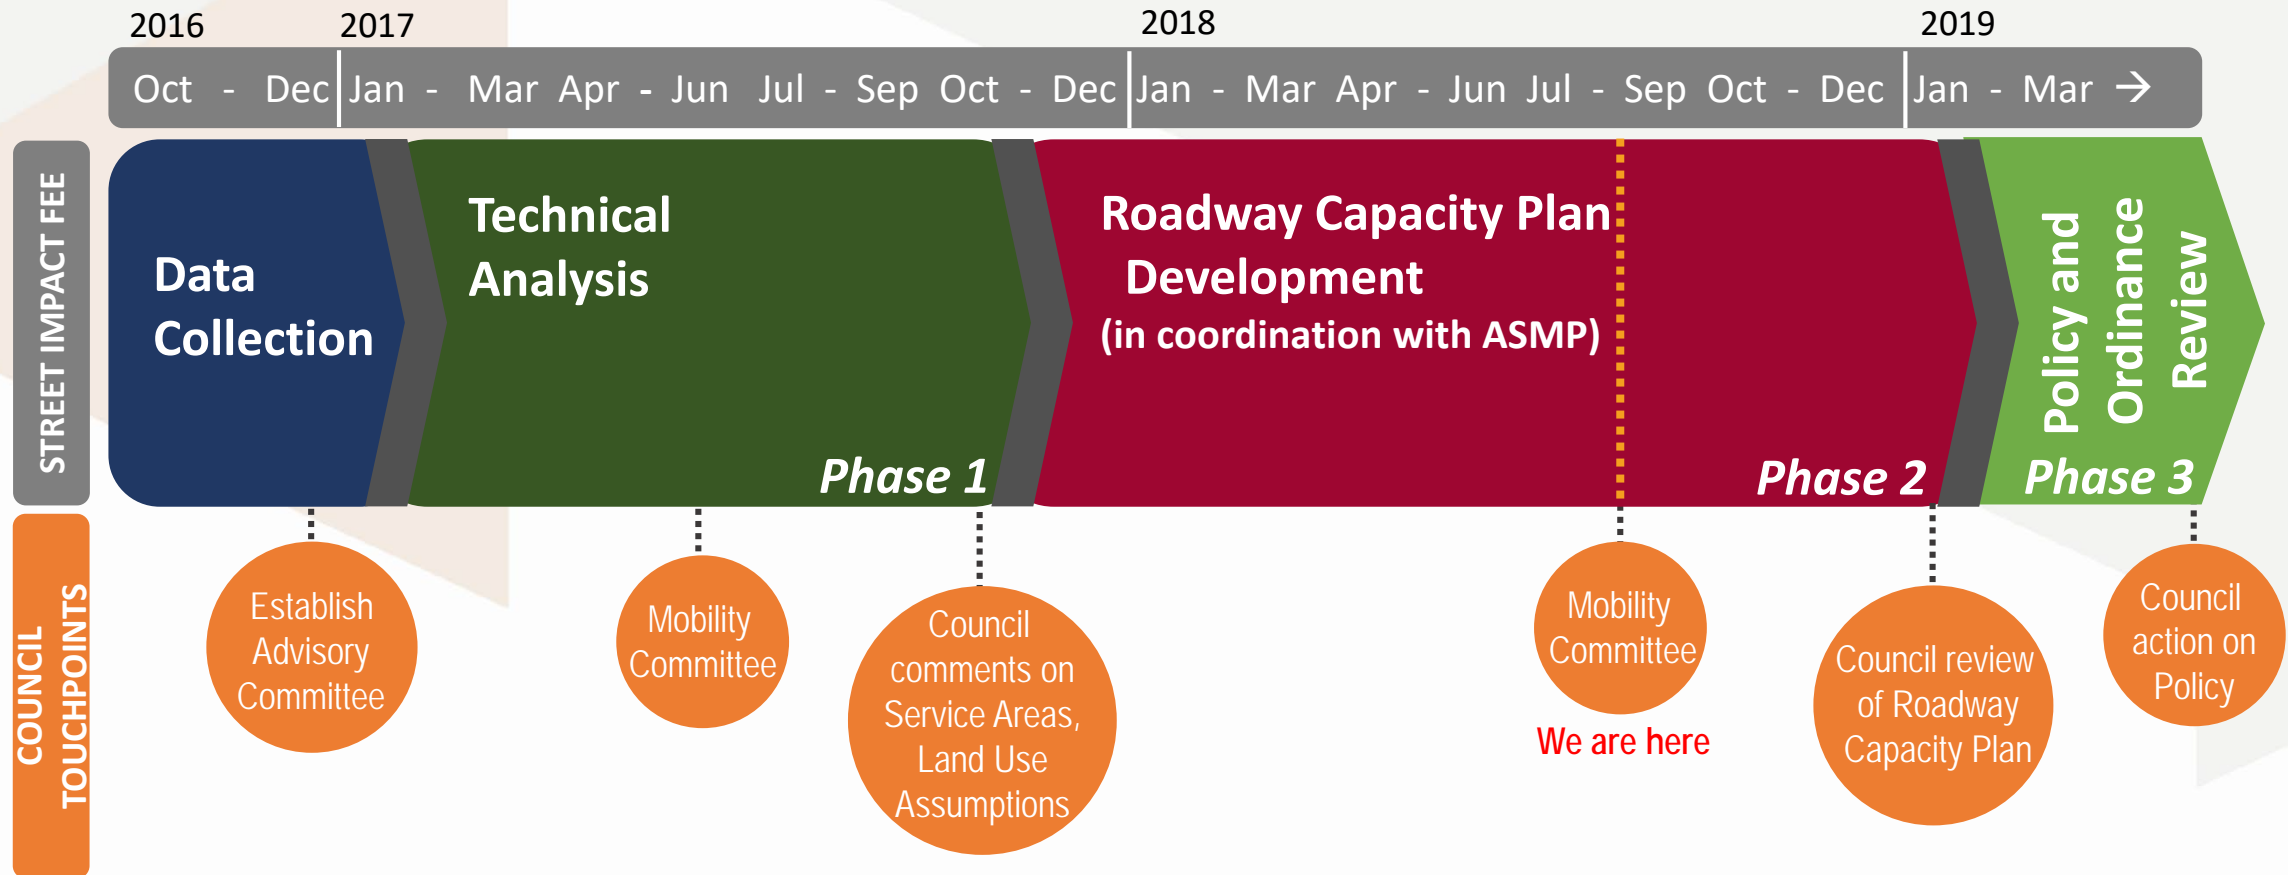 2016 2017 2018 2019
Oct - Dec Jan - Mar Apr - Jun Jul - Sep Oct - Dec Jan - Mar Apr - Jun Jul - Sep Oct - Dec Jan - Mar →
STREET IMPACT FEE
Data
Collection
Technical
Analysis
Phase 1
Roadway Capacity Plan
Development
(in coordination with ASMP)
Phase 2
Policy and
Ordinance
Review
Phase 3
COUNCIL
TOUCHPOINTS
Establish
Advisory
Committee
Mobility
Committee
Council
comments on
Service Areas,
Land Use
Assumptions
Mobility
Committee
We are here
Council review
of Roadway
Capacity Plan
Council
action on
Policy